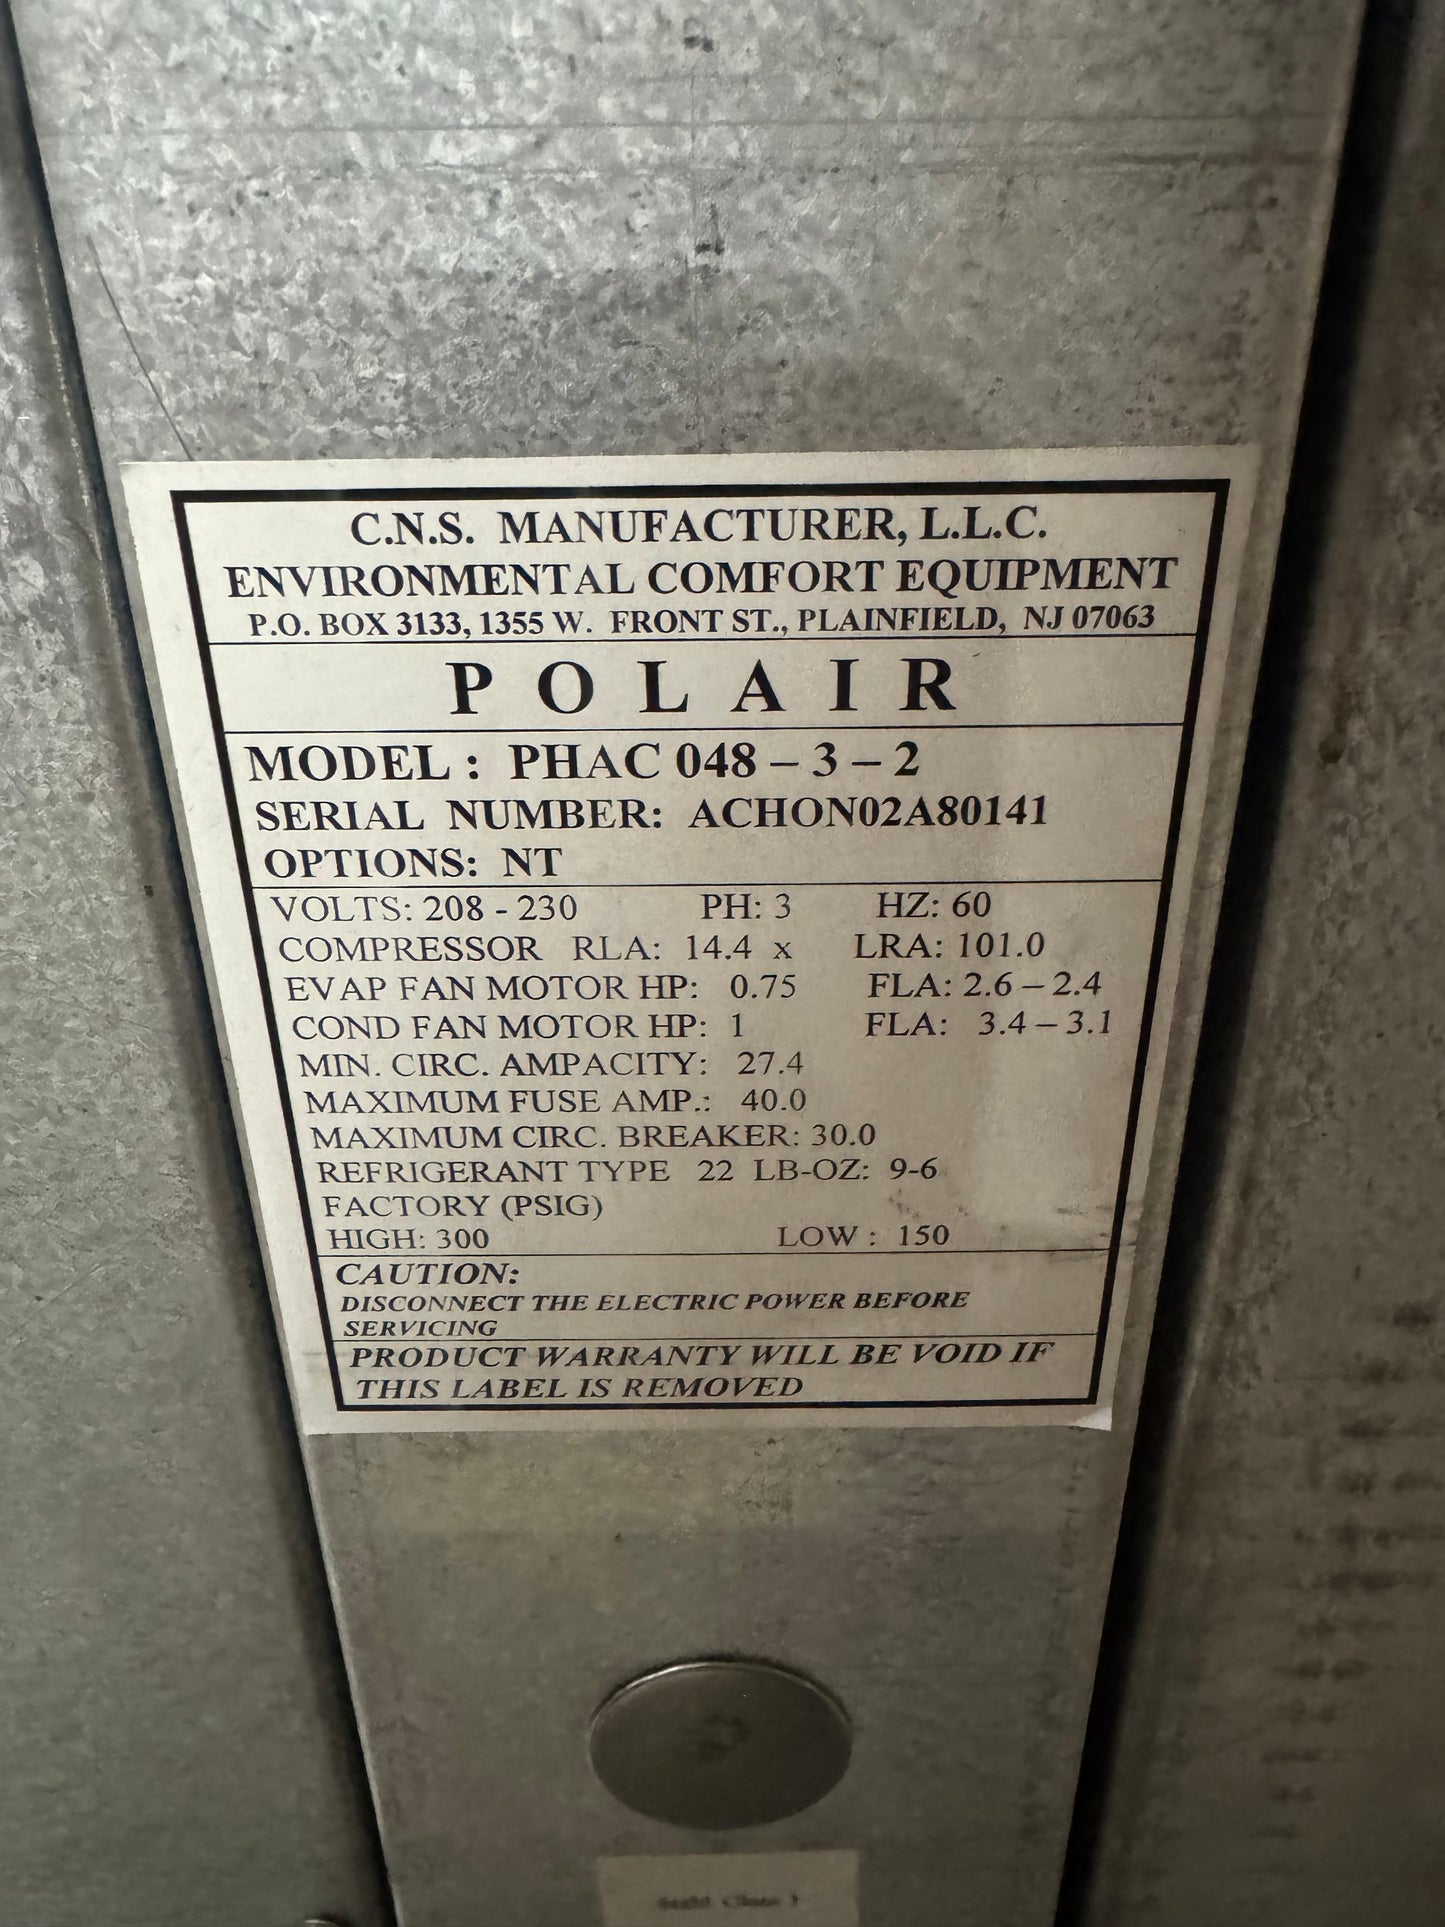 C.N.S. MANUFACTURER, L.L.C.
ENVIRONMENTAL COMFORT EQUIPMENT
P.O. BOX 3133, 1355 W. FRONT ST., PLAINFIELD, NJ 07063
POLAIR
MODEL : PHAC 048 – 3 – 2
SERIAL NUMBER: ACHON02A80141
OPTIONS: NT
VOLTS: 208 - 230 PH: 3 HZ: 60
COMPRESSOR RLA: 14.4 x LRA: 101.0
EVAP FAN MOTOR HP: 0.75 FLA: 2.6 – 2.4
COND FAN MOTOR HP: 1 FLA: 3.4 – 3.1
MIN. CIRC. AMPACITY: 27.4
MAXIMUM FUSE AMP.: 40.0
MAXIMUM CIRC. BREAKER: 30.0
REFRIGERANT TYPE 22 LB-OZ: 9-6
FACTORY (PSIG)
HIGH: 300 LOW : 150
CAUTION:
DISCONNECT THE ELECTRIC POWER BEFORE
SERVICING
PRODUCT WARRANTY WILL BE VOID IF
THIS LABEL IS REMOVED